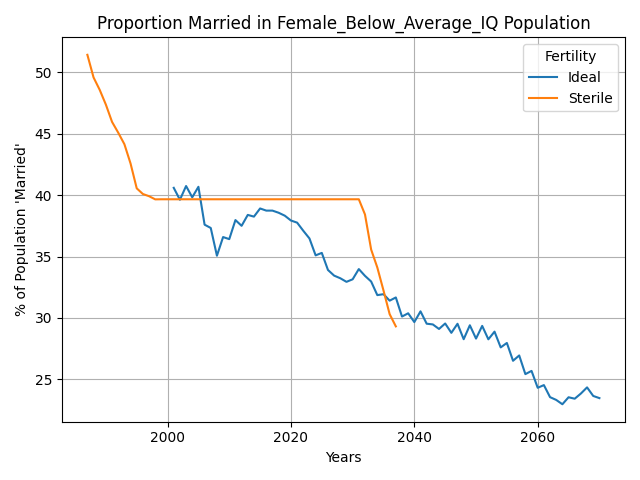 Proportion Married in Female_Below_Average_IQ Population
% of Population 'Married'
50
45
40
35
30
25
Fertility
Ideal
Sterile
2000
2020
2040
2060
Years